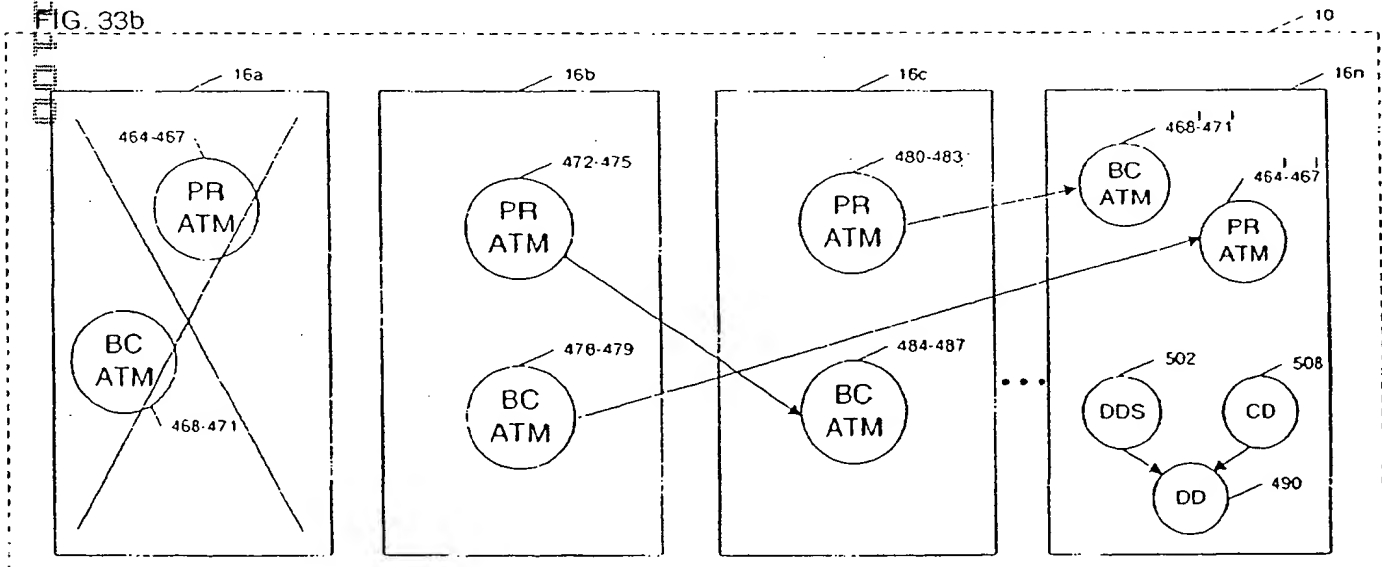 FIG. 33b
10
16a
16b
16c
16n
464-467
PR
ATM
BC
ATM
468-471
472-475
PR
ATM
476-479
BC
ATM
480-483
PR
ATM
484-487
BC
ATM
468'-471'
BC
ATM
464'-467'
PR
ATM
502
DDS
508
CD
DD
490